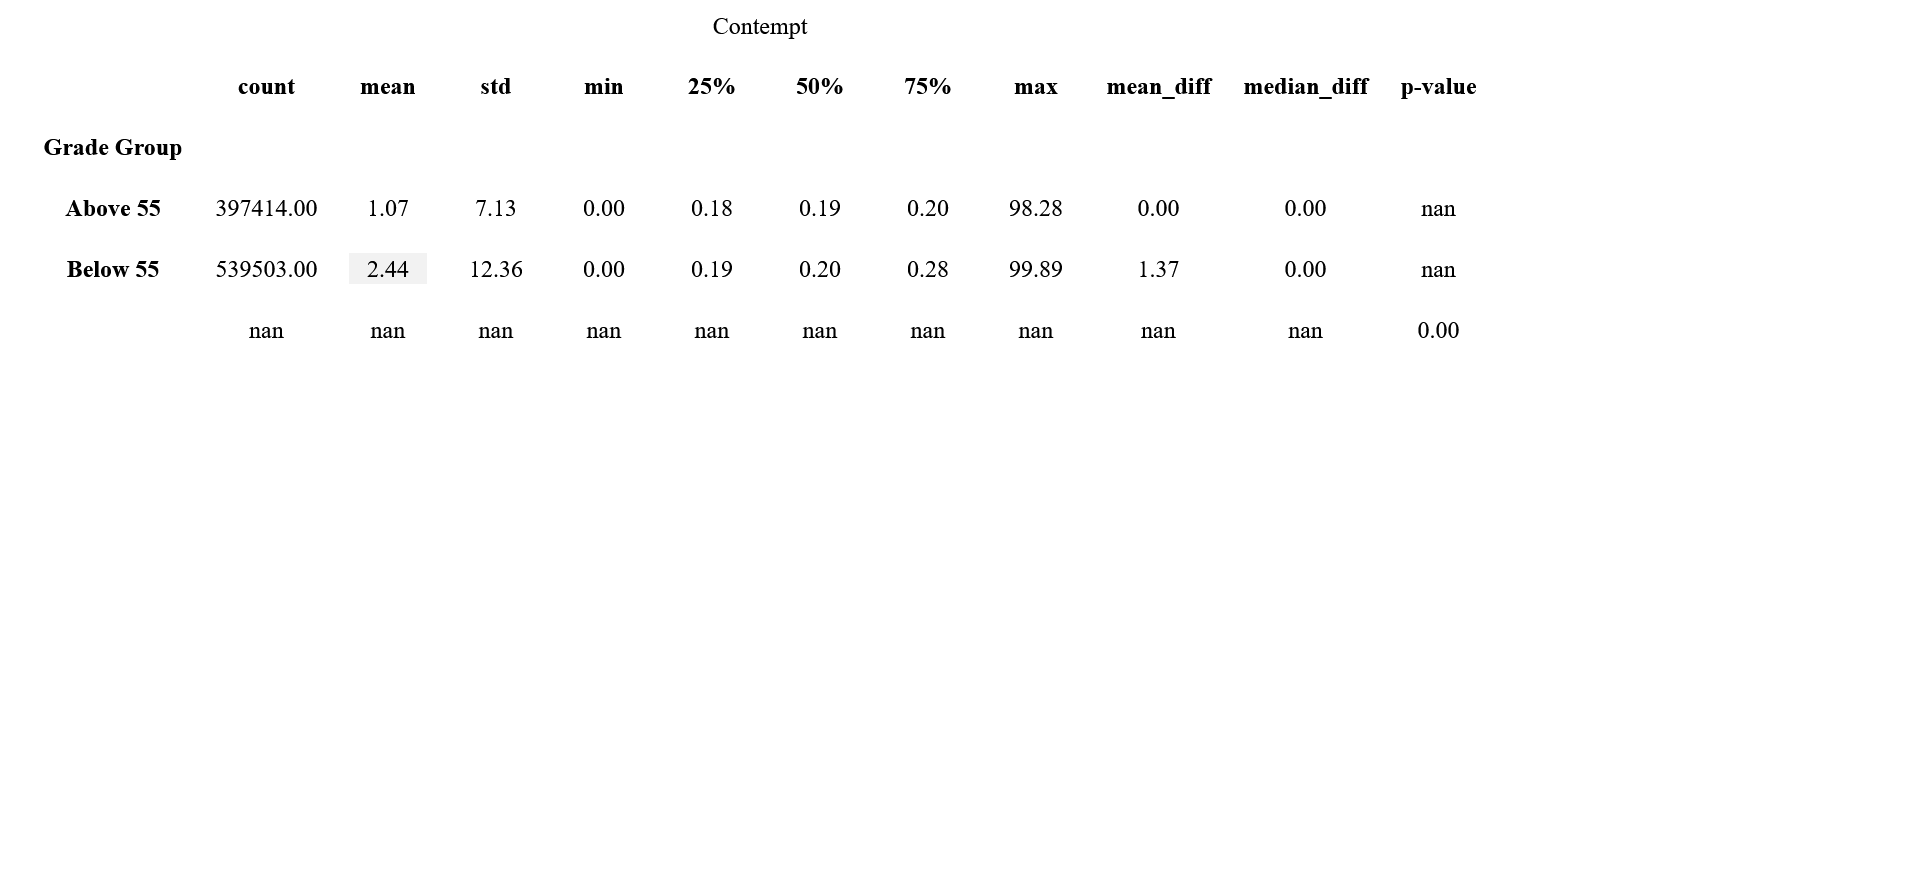 Contempt
count mean std min 25% 50% 75% max mean_diff median_diff p-value
Grade Group
Above 55 397414.00 1.07 7.13 0.00 0.18 0.19 0.20 98.28 0.00 0.00 nan
Below 55 539503.00 2.44 12.36 0.00 0.19 0.20 0.28 99.89 1.37 0.00 nan
nan nan nan nan nan nan nan nan nan nan 0.00